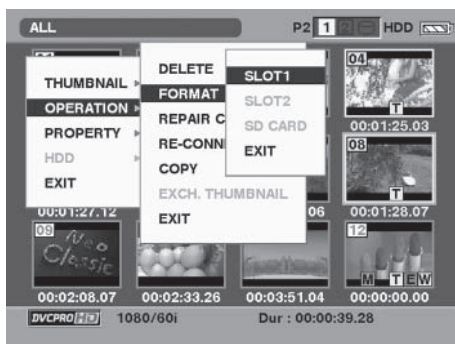 ALL P2 1 2 HDD
THUMBNAIL
OPERATION
PROPERTY
HDD
EXIT
DELETE
FORMAT
REPAIR C
RE-CONN
COPY
EXCH. THUMBNAIL
EXIT
SLOT1
SLOT2
SD CARD
EXIT
04
T
00:01:25.03
08
T
00:01:27.12 06 00:01:28.07
09 12
Neo
Classic
M T E W
00:02:08.07 00:02:33.26 00:03:51.04 00:00:00.00
DVCPRO HD 1080/60i Dur : 00:00:39.28